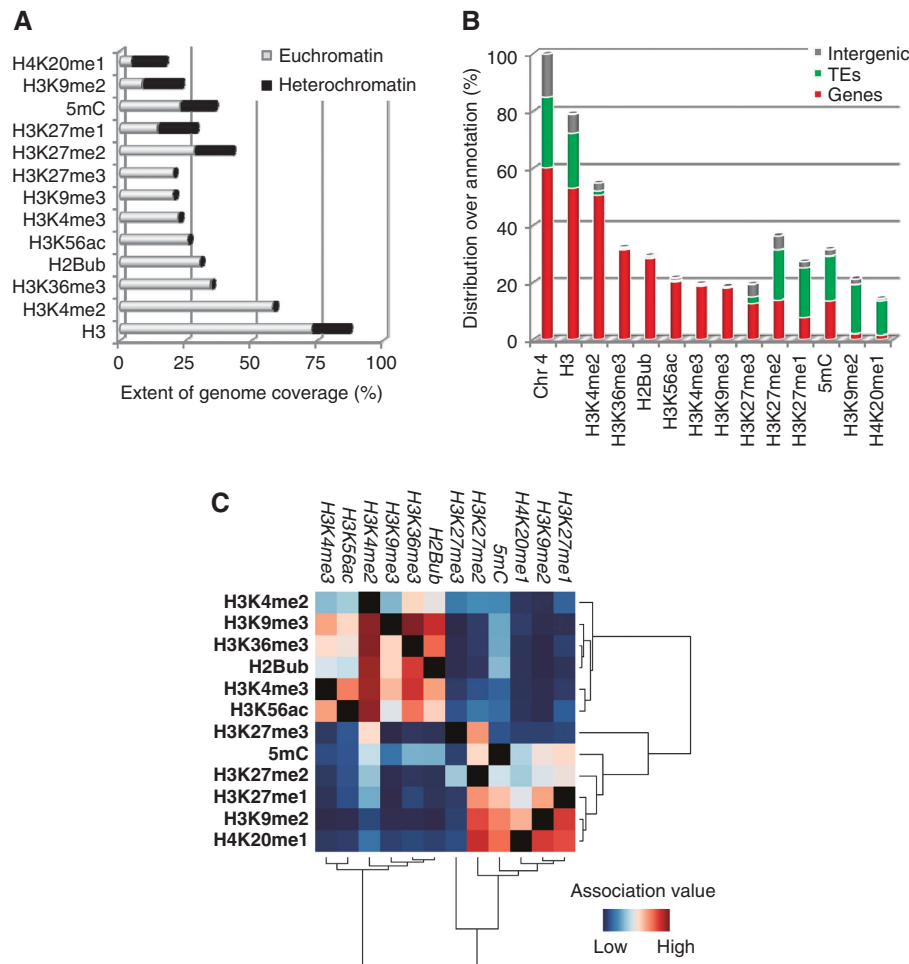 A
Euchromatin
Heterochromatin
H4K20me1
H3K9me2
5mC
H3K27me1
H3K27me2
H3K27me3
H3K9me3
H3K4me3
H3K56ac
H2Bub
H3K36me3
H3K4me2
H3
0 25 50 75 100
Extent of genome coverage (%)
B
Intergenic
TEs
Genes
Distribution over annotation (%)
100
80
60
40
20
0
Chr 4
H3
H3K4me2
H3K36me3
H2Bub
H3K56ac
H3K4me3
H3K9me3
H3K27me3
H3K27me2
H3K27me1
5mC
H3K9me2
H4K20me1
C
H3K4me3
H3K56ac
H3K4me2
H3K9me3
H3K36me3
H2Bub
H3K27me3
H3K27me2
5mC
H4K20me1
H3K9me2
H3K27me1
H3K4me2
H3K9me3
H3K36me3
H2Bub
H3K4me3
H3K56ac
H3K27me3
5mC
H3K27me2
H3K27me1
H3K9me2
H4K20me1
Association value
Low High